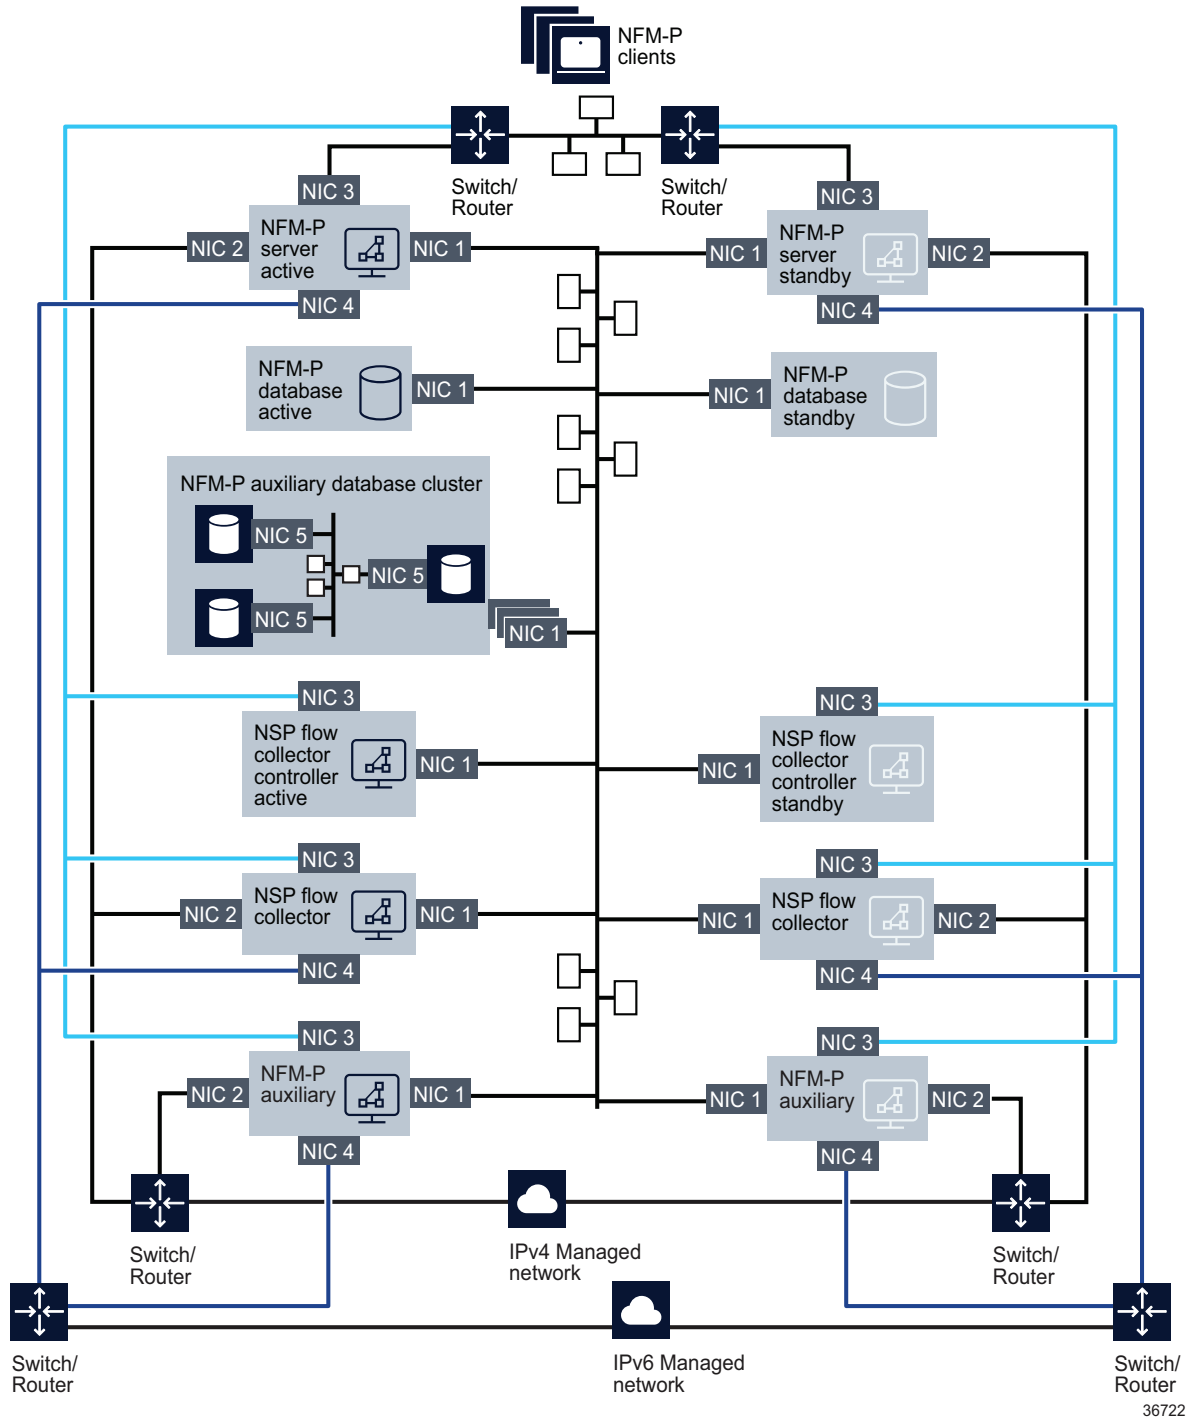 NFM-P
clients
Switch/
Router
Switch/
Router
NIC 3
NFM-P
server
active
NIC 2
NIC 1
NIC 4
NIC 3
NFM-P
server
standby
NIC 1
NIC 2
NIC 4
NFM-P
database
active
NIC 1
NIC 1
NFM-P
database
standby
NFM-P auxiliary database cluster
NIC 5
NIC 5
NIC 5
NIC 1
NIC 3
NSP flow
collector
controller
active
NIC 1
NIC 3
NSP flow
collector
controller
standby
NIC 1
NIC 3
NSP flow
collector
NIC 2
NIC 1
NIC 4
NIC 3
NSP flow
collector
NIC 1
NIC 2
NIC 4
NIC 3
NFM-P
auxiliary
NIC 2
NIC 1
NIC 4
NIC 3
NFM-P
auxiliary
NIC 1
NIC 2
NIC 4
Switch/
Router
IPv4 Managed
network
Switch/
Router
Switch/
Router
IPv6 Managed
network
Switch/
Router
36722